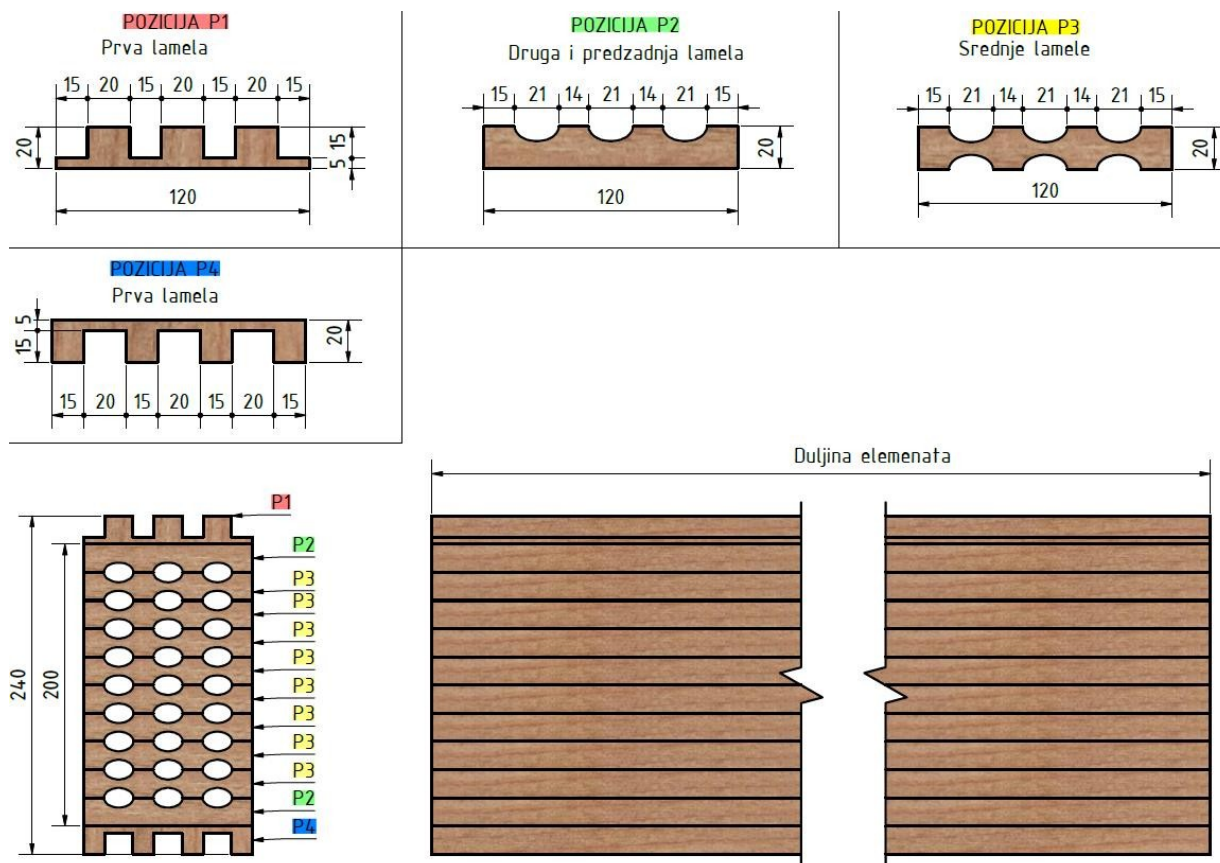 POZICIJA P1
Prva lamela
15 20 15 20 15 20 15
20
15
5
120
POZICIJA P2
Druga i predzadnja lamela
15 21 14 21 14 21 15
20
120
POZICIJA P3
Srednje lamele
15 21 14 21 14 21 15
20
120
POZICIJA P4
Prva lamela
5
15
20
15 20 15 20 15 20 15
P1
P2
P3
P3
P3
P3
P3
P3
P3
P3
P2
P4
240
200
Duljina elemenata